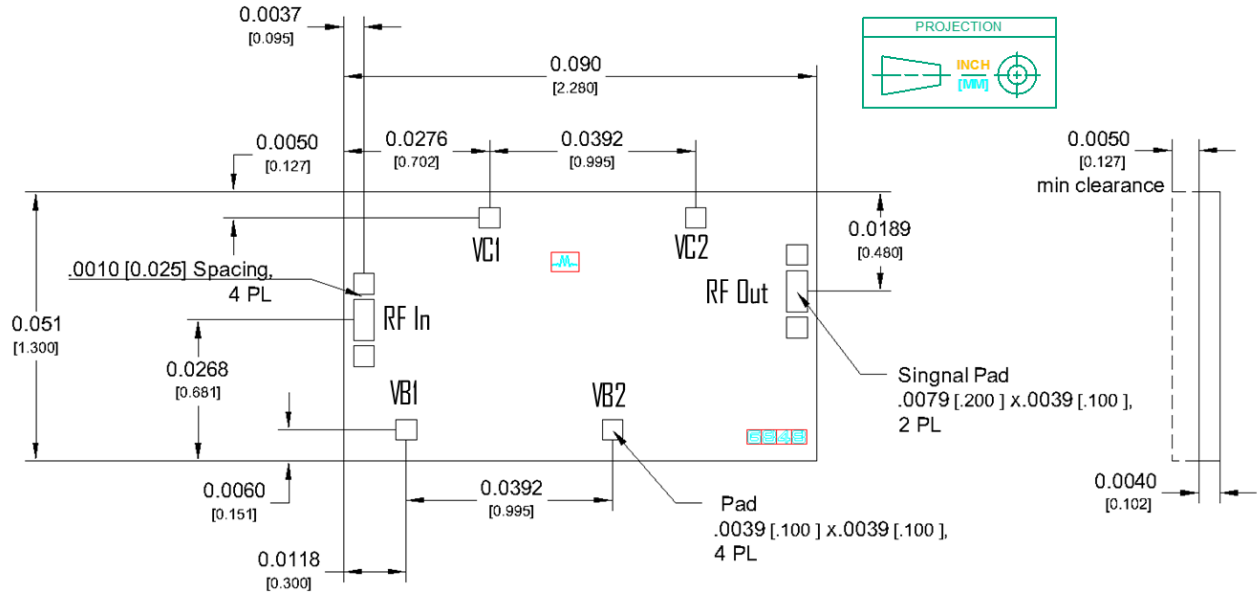 0.0037
[0.095]
PROJECTION
INCH
[MM]
0.090
[2.280]
0.0050
[0.127]
0.0276
[0.702]
0.0392
[0.995]
0.0050
[0.127]
min clearance
VC1
VC2
0.0189
[0.480]
.0010 [0.025] Spacing,
4 PL
RF In
RF Out
0.051
[1.300]
0.0268
[0.681]
VB1
VB2
Singnal Pad
.0079 [.200 ] x.0039 [.100 ],
2 PL
0.0060
[0.151]
0.0392
[0.995]
Pad
.0039 [.100 ] x.0039 [.100 ],
4 PL
0.0040
[0.102]
0.0118
[0.300]